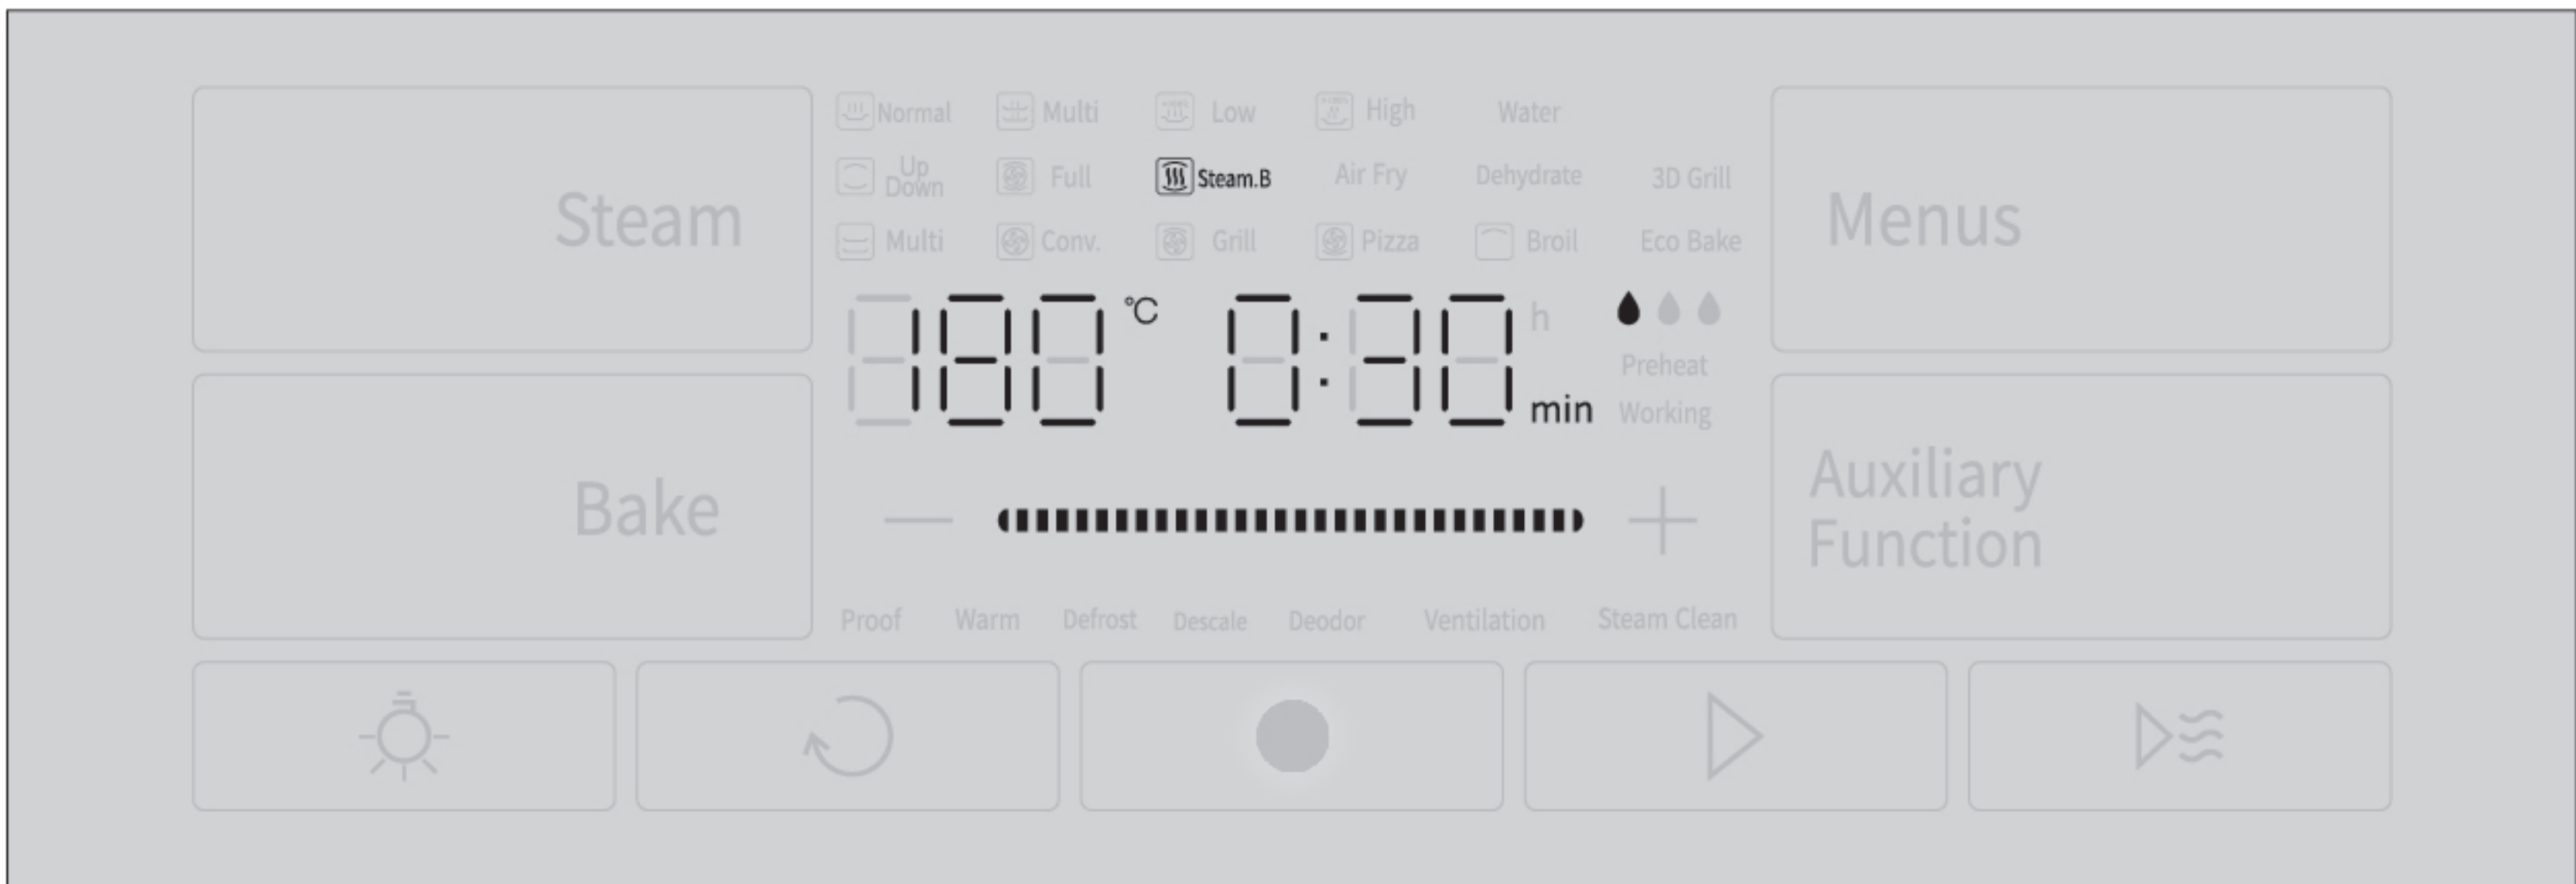 Normal Multi Low High Water
Up Down Full Steam.B Air Fry Dehydrate 3D Grill
Multi Conv. Grill Pizza Broil Eco Bake
Steam
Menus
180 °C 0:30 h min
Preheat
Working
Bake
Auxiliary
Function
Proof Warm Defrost Descale Deodor Ventilation Steam Clean